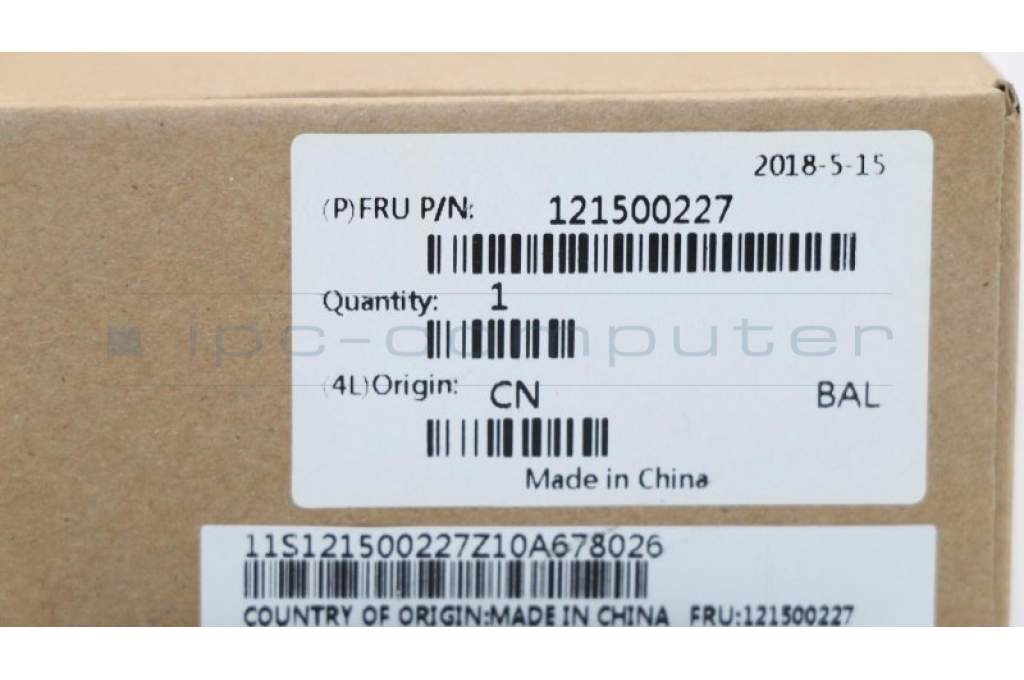 2018-5-15
(P)FRU P/N: 121500227
Quantity: 1
ipc-computer
(4L)Origin: CN BAL
Made in China
11S121500227Z10A678026
COUNTRY OF ORIGIN:MADE IN CHINA FRU:121500227